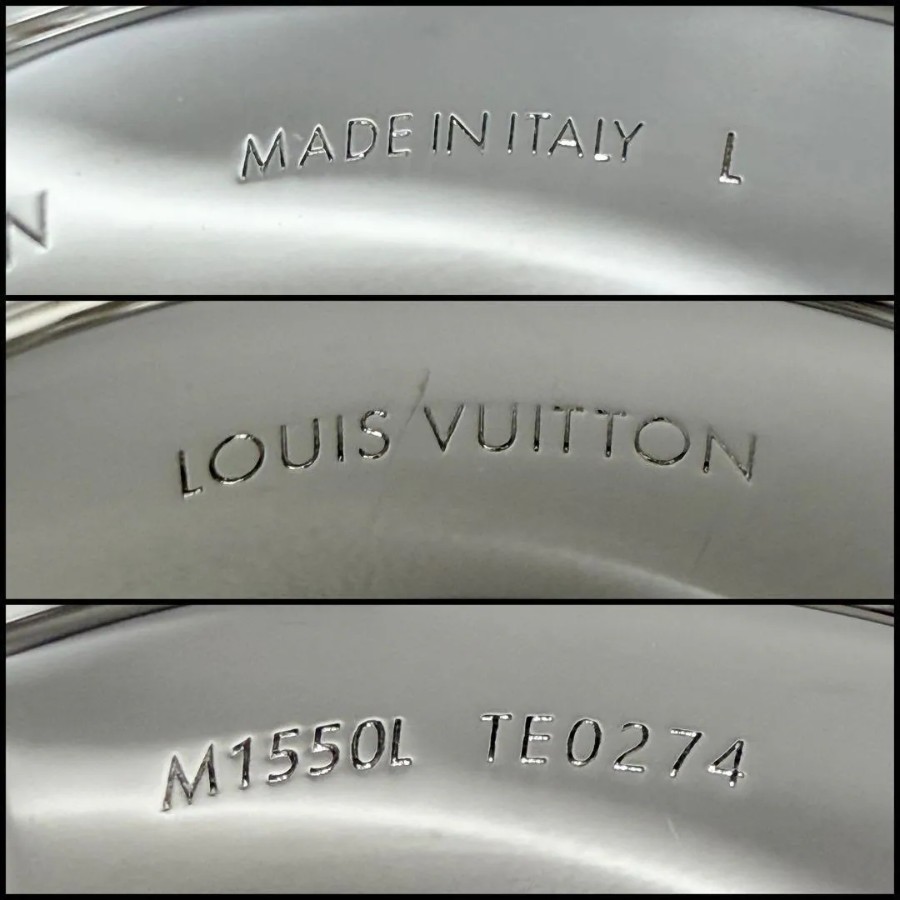 MADE IN ITALY L
N
LOUIS VUITTON
M1550L TE0274